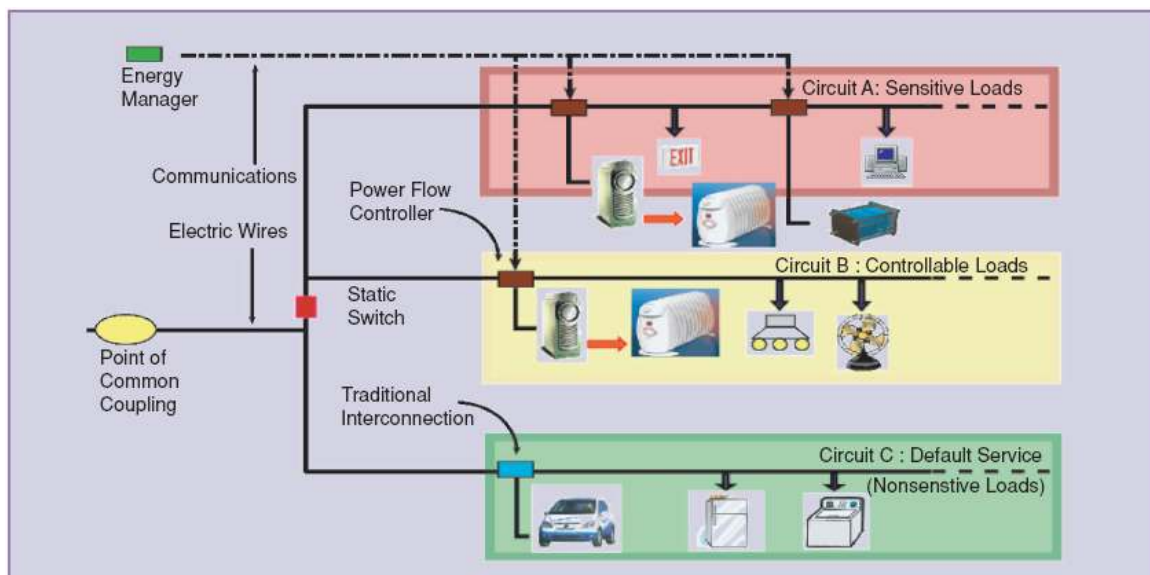 Energy
Manager
Circuit A: Sensitive Loads
EXIT
Communications
Power Flow
Controller
Electric Wires
Circuit B : Controllable Loads
Static
Switch
Point of
Common
Coupling
Traditional
Interconnection
Circuit C : Default Service
(Nonsenstive Loads)